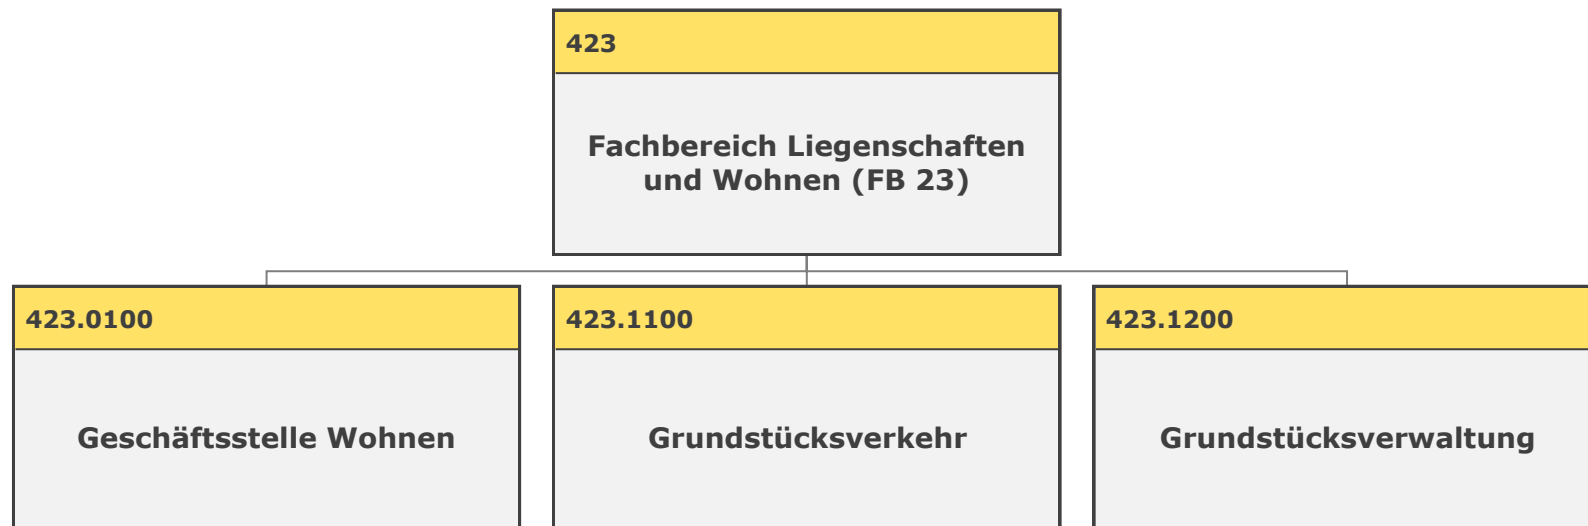 423
Fachbereich Liegenschaften
und Wohnen (FB 23)
423.0100
Geschäftsstelle Wohnen
423.1100
Grundstücksverkehr
423.1200
Grundstücksverwaltung